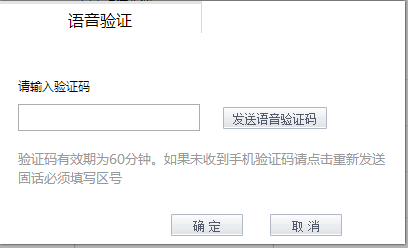 语音验证
请输入验证码
发送语音验证码
验证码有效期为60分钟。如果未收到手机验证码请点击重新发送
固话必须填写区号
确 定 取 消